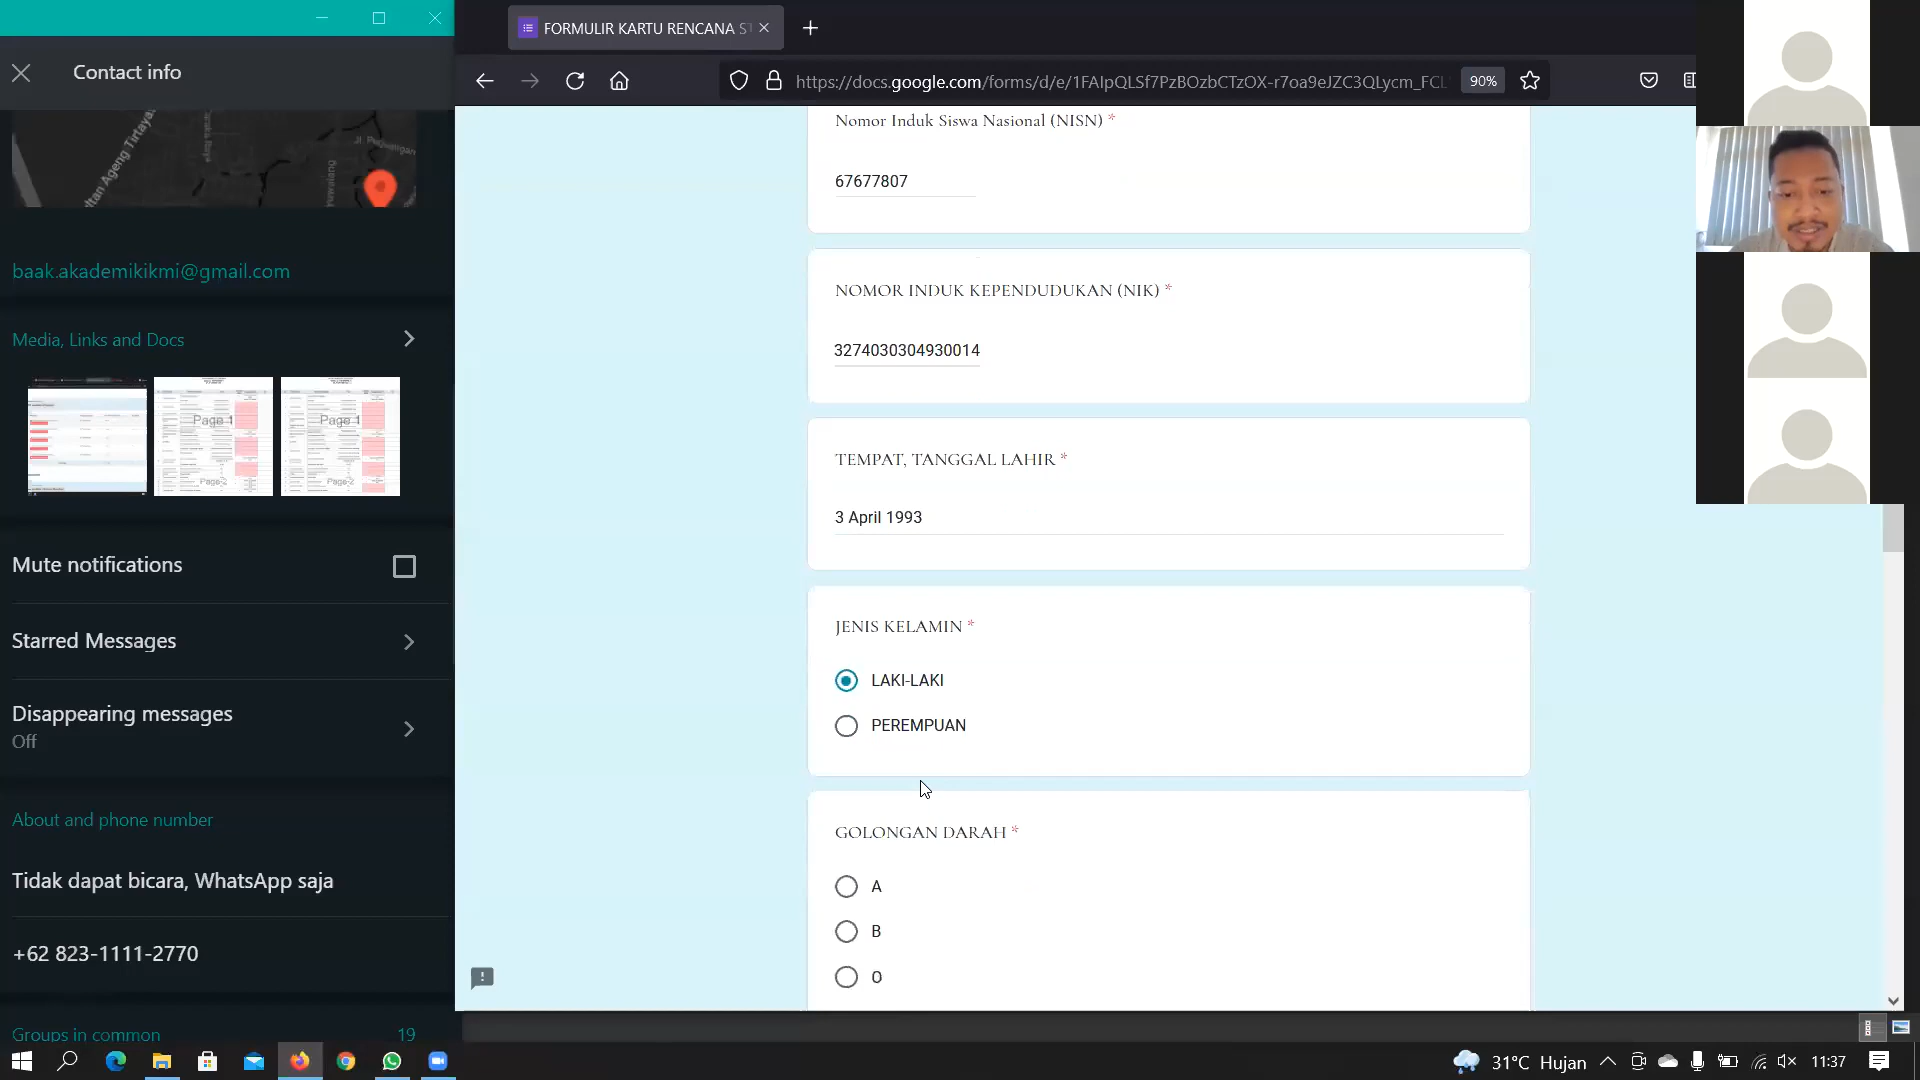 Contact info
baak.akademikikmi@gmail.com
Media, Links and Docs
Page 1
Page 1
Mute notifications
Starred Messages
Disappearing messages
Off
About and phone number
Tidak dapat bicara, WhatsApp saja
+62 823-1111-2770
Groups in common 19
FORMULIR KARTU RENCANA ST
https://docs.google.com/forms/d/e/1FAIpQLSf7PzBOzbCTzOX-r7oa9eJZC3QLycm_FCL
90%
Nomor Induk Siswa Nasional (NISN) *
67677807
NOMOR INDUK KEPENDUDUKAN (NIK) *
3274030304930014
TEMPAT, TANGGAL LAHIR *
3 April 1993
JENIS KELAMIN *
LAKI-LAKI
PEREMPUAN
GOLONGAN DARAH *
A
B
O
31°C Hujan
11:37